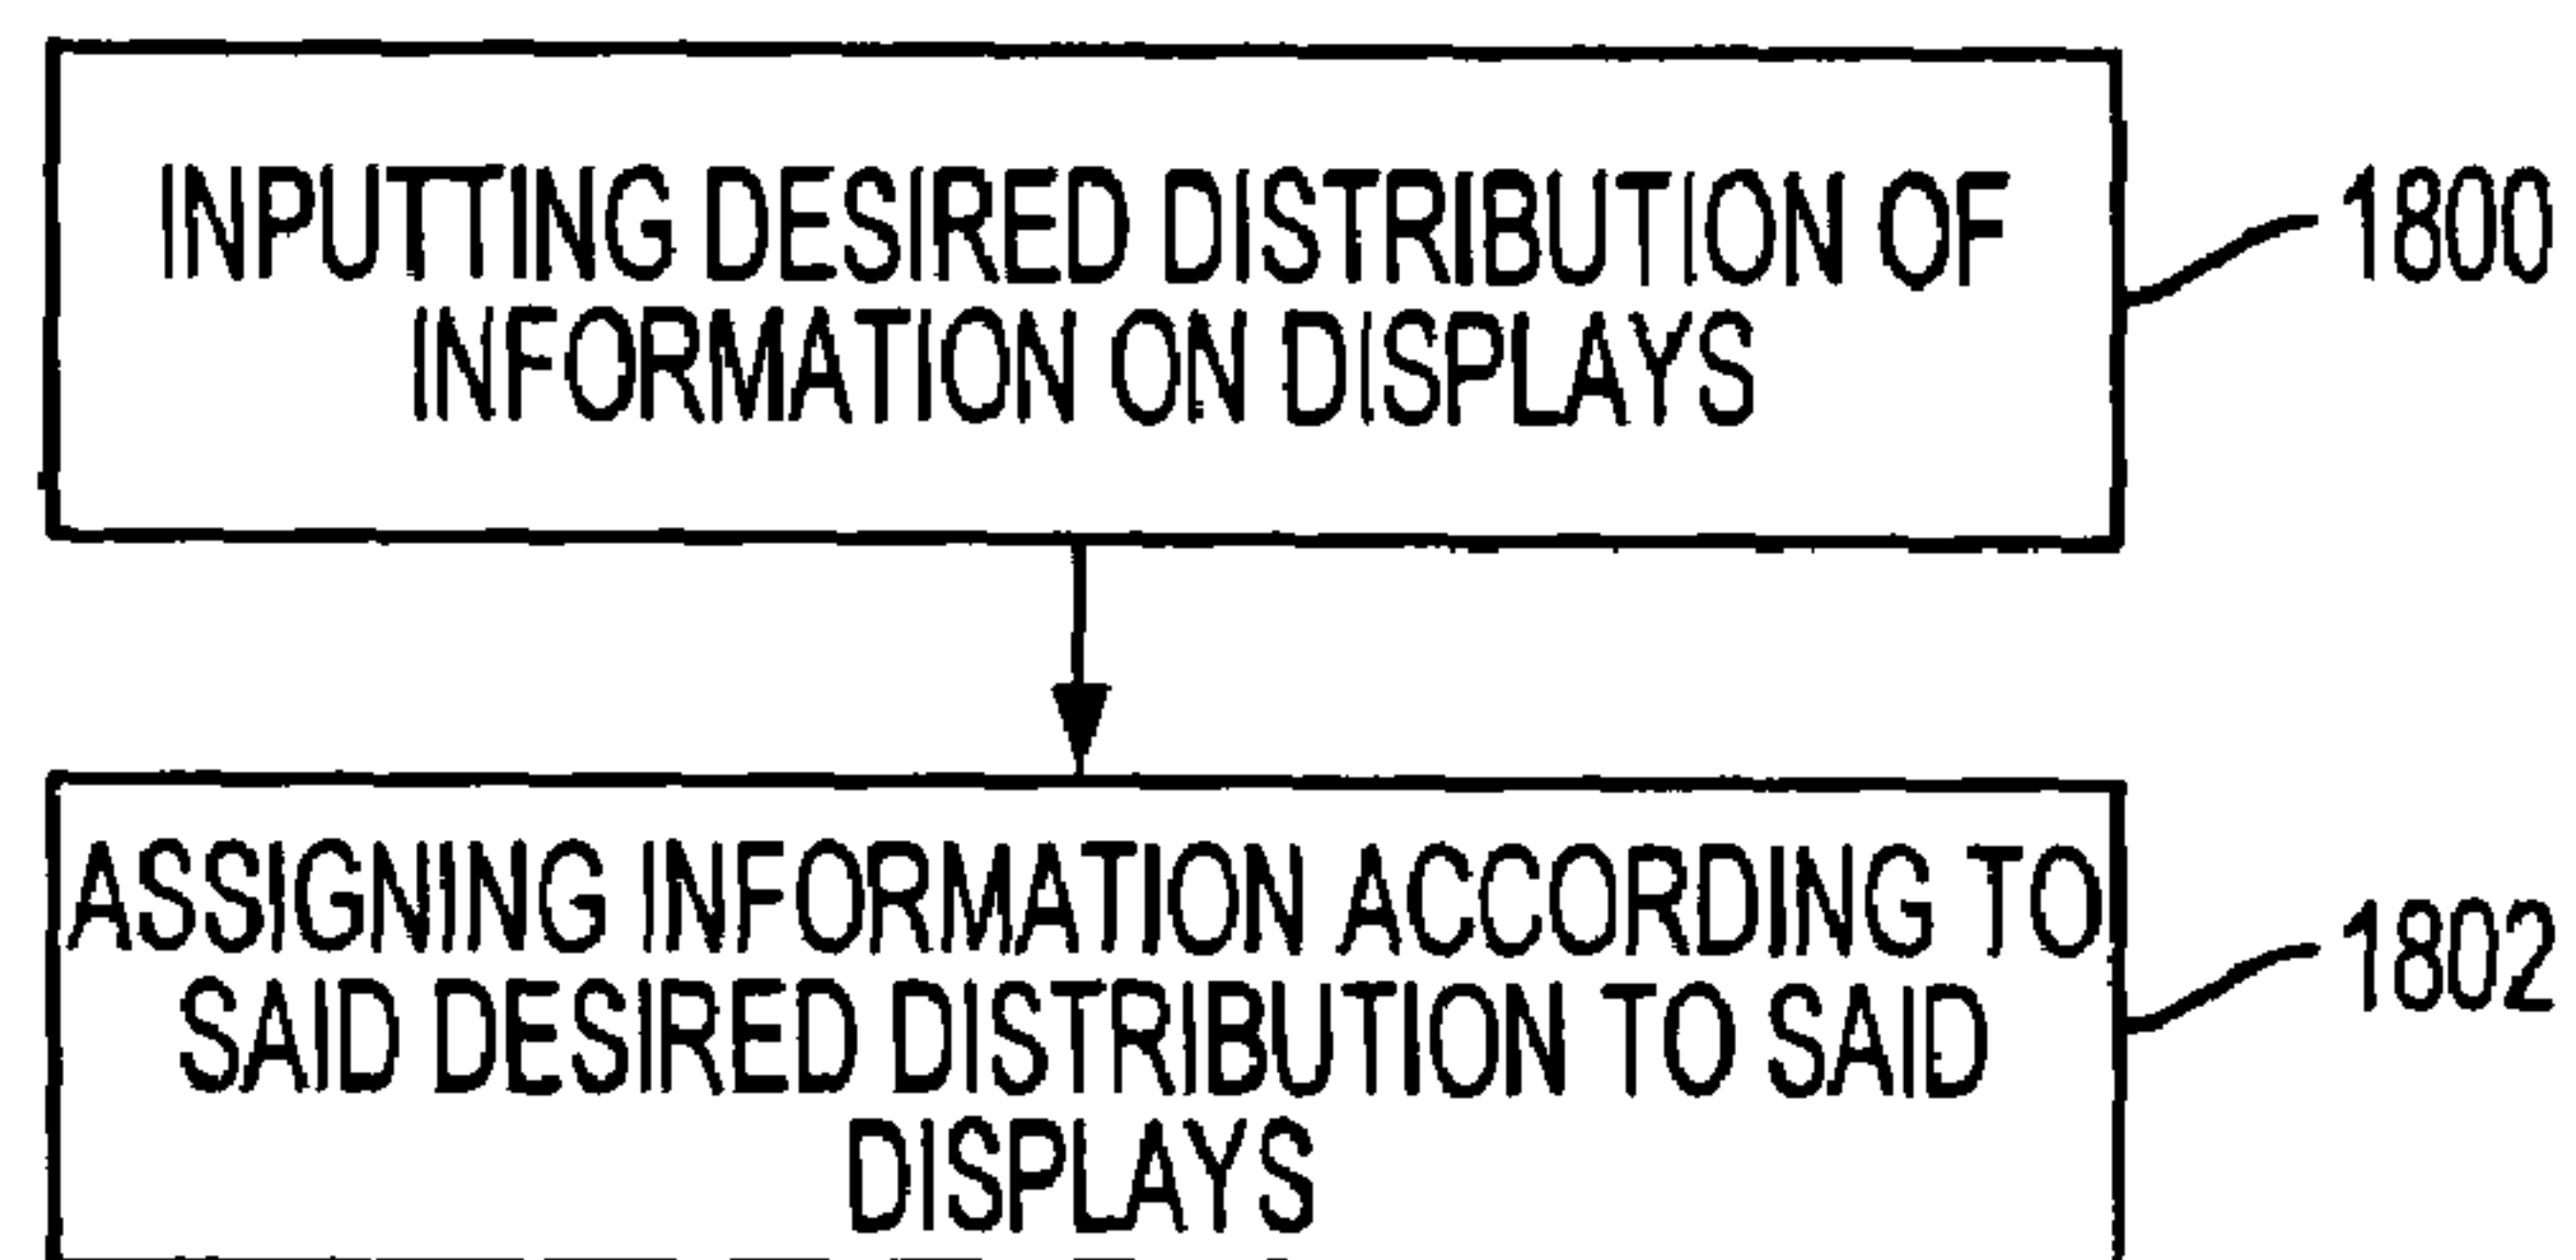 INPUTTING DESIRED DISTRIBUTION OF
INFORMATION ON DISPLAYS
1800
ASSIGNING INFORMATION ACCORDING TO
SAID DESIRED DISTRIBUTION TO SAID
DISPLAYS
1802